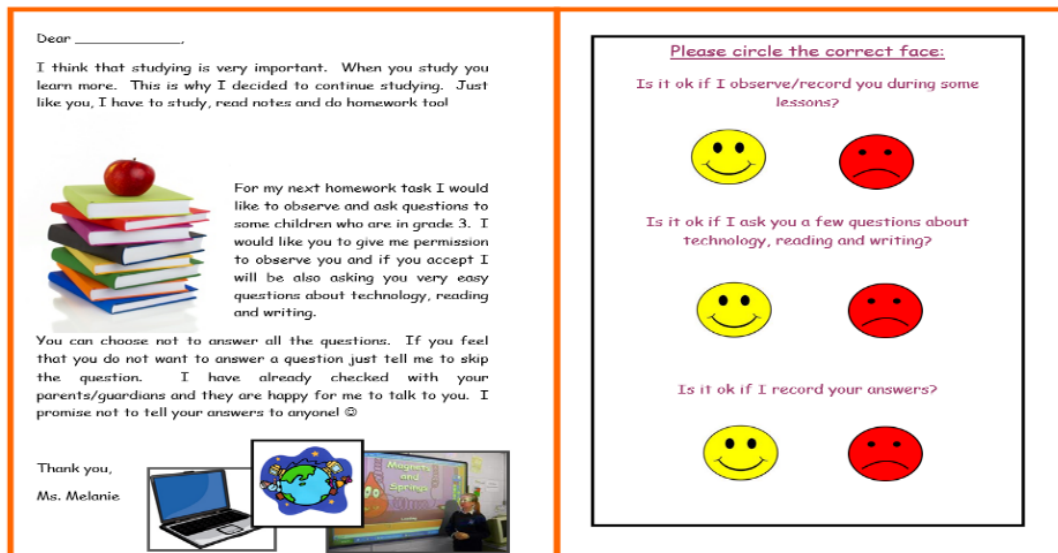 Dear ____________,
I think that studying is very important. When you study you
learn more. This is why I decided to continue studying. Just
like you, I have to study, read notes and do homework too!
For my next homework task I would
like to observe and ask questions to
some children who are in grade 3. I
would like you to give me permission
to observe you and if you accept I
will be also asking you very easy
questions about technology, reading
and writing.
You can choose not to answer all the questions. If you feel
that you do not want to answer a question just tell me to skip
the question. I have already checked with your
parents/guardians and they are happy for me to talk to you. I
promise not to tell your answers to anyone! ☺
Thank you,
Ms. Melanie
Magnets
and
Springs
Please circle the correct face:
Is it ok if I observe/record you during some
lessons?
Is it ok if I ask you a few questions about
technology, reading and writing?
Is it ok if I record your answers?